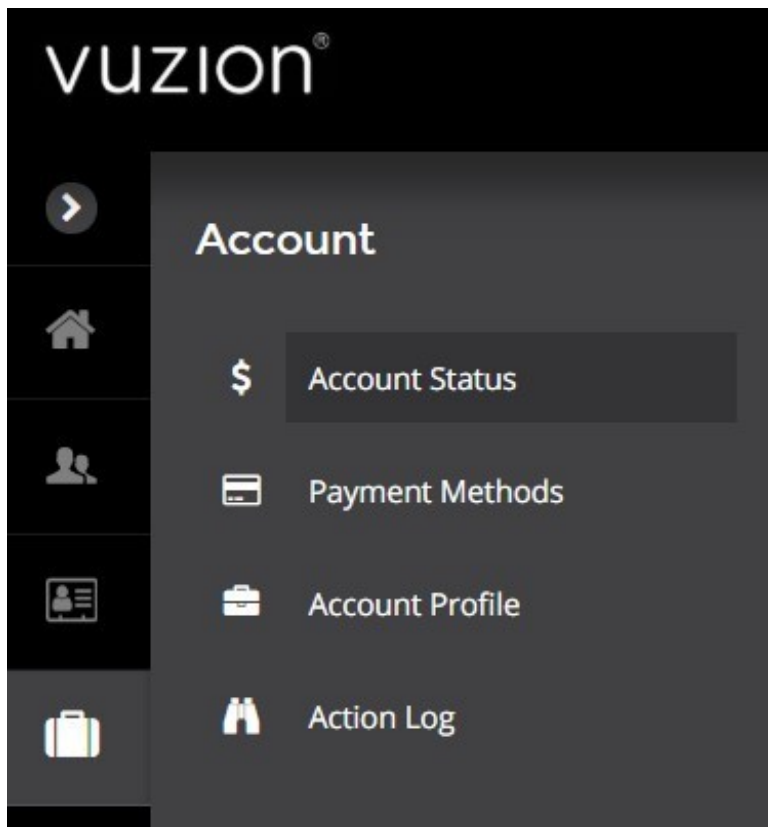 vuzion®
Account
$ Account Status
Payment Methods
Account Profile
Action Log